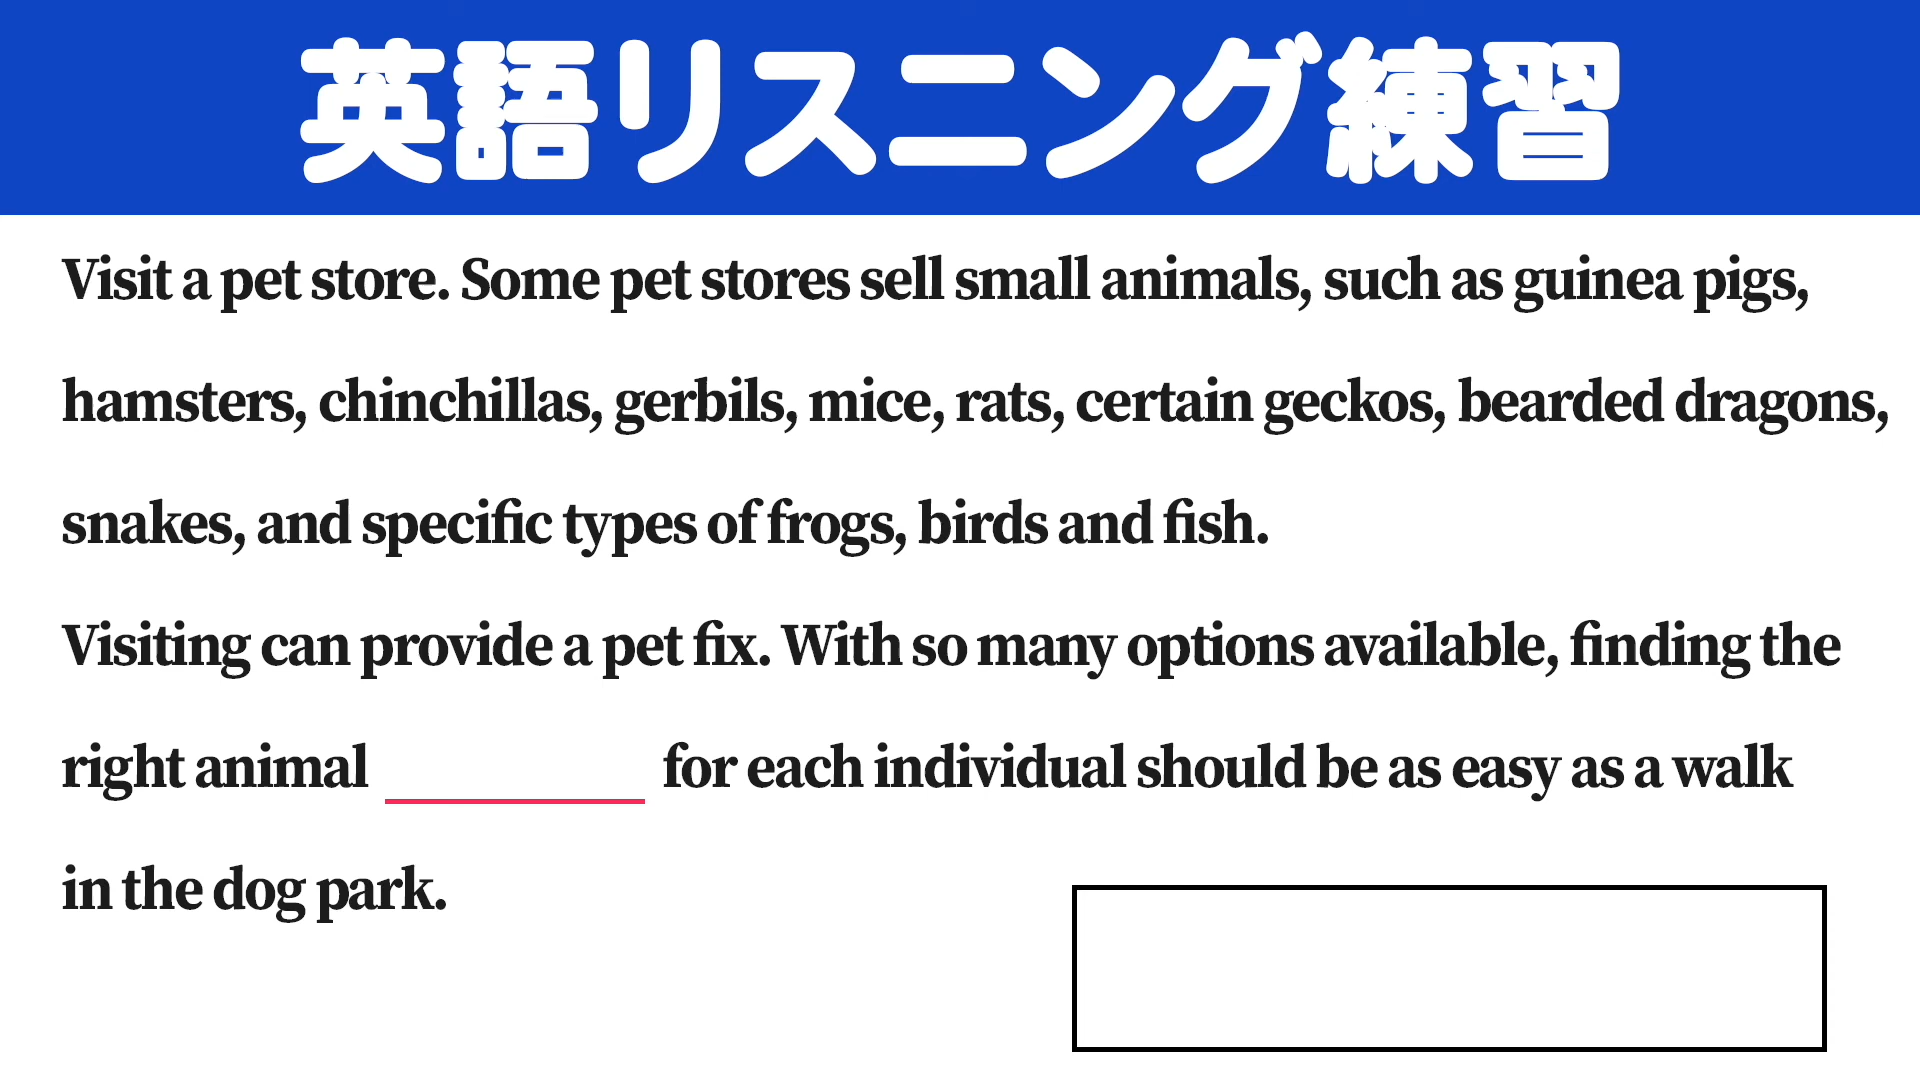 英語リスニング練習
Visit a pet store. Some pet stores sell small animals, such as guinea pigs,
hamsters, chinchillas, gerbils, mice, rats, certain geckos, bearded dragons,
snakes, and specific types of frogs, birds and fish.
Visiting can provide a pet fix. With so many options available, finding the
right animal ________ for each individual should be as easy as a walk
in the dog park.